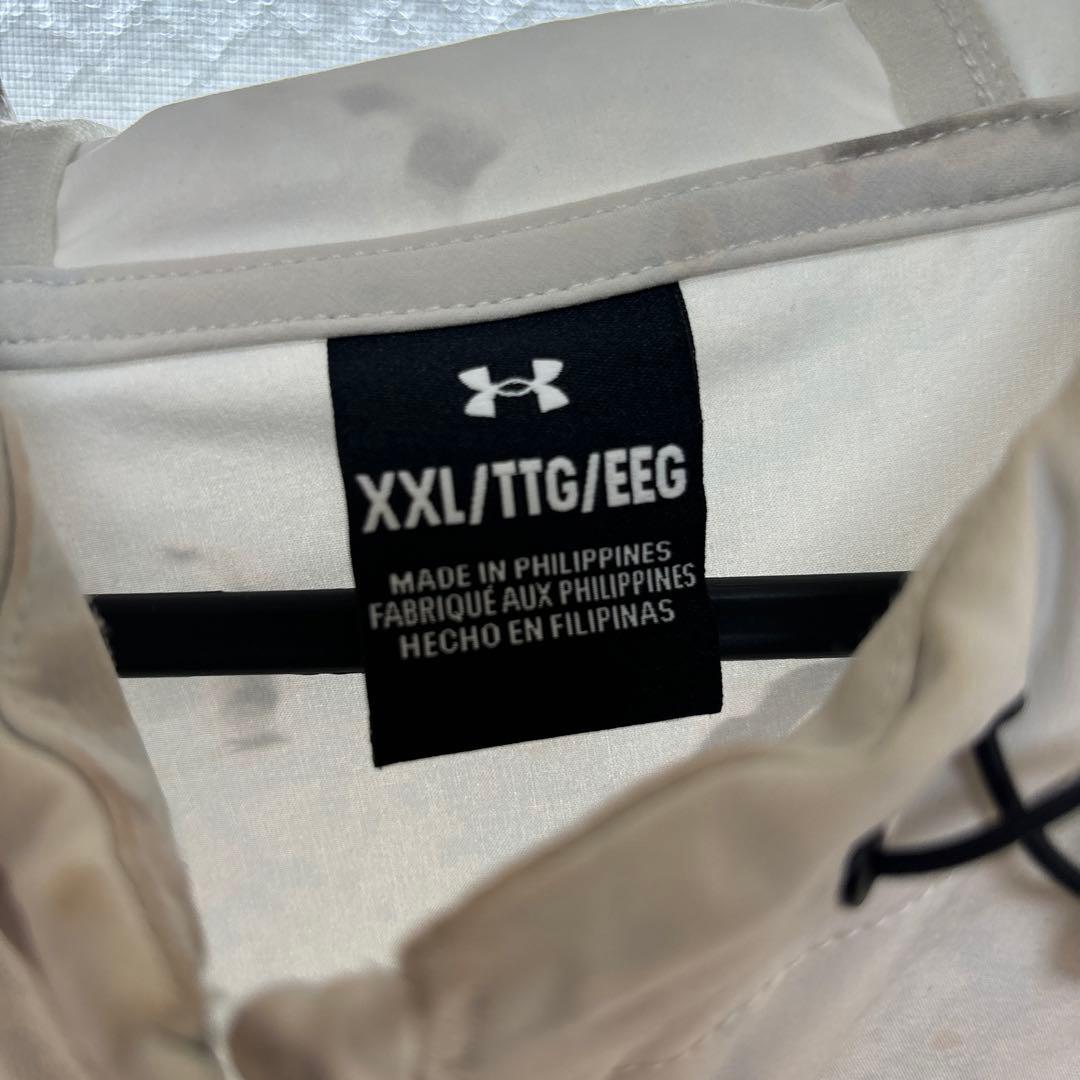 XXL/TTG/EEG
MADE IN PHILIPPINES
FABRIQUÉ AUX PHILIPPINES
HECHO EN FILIPINAS